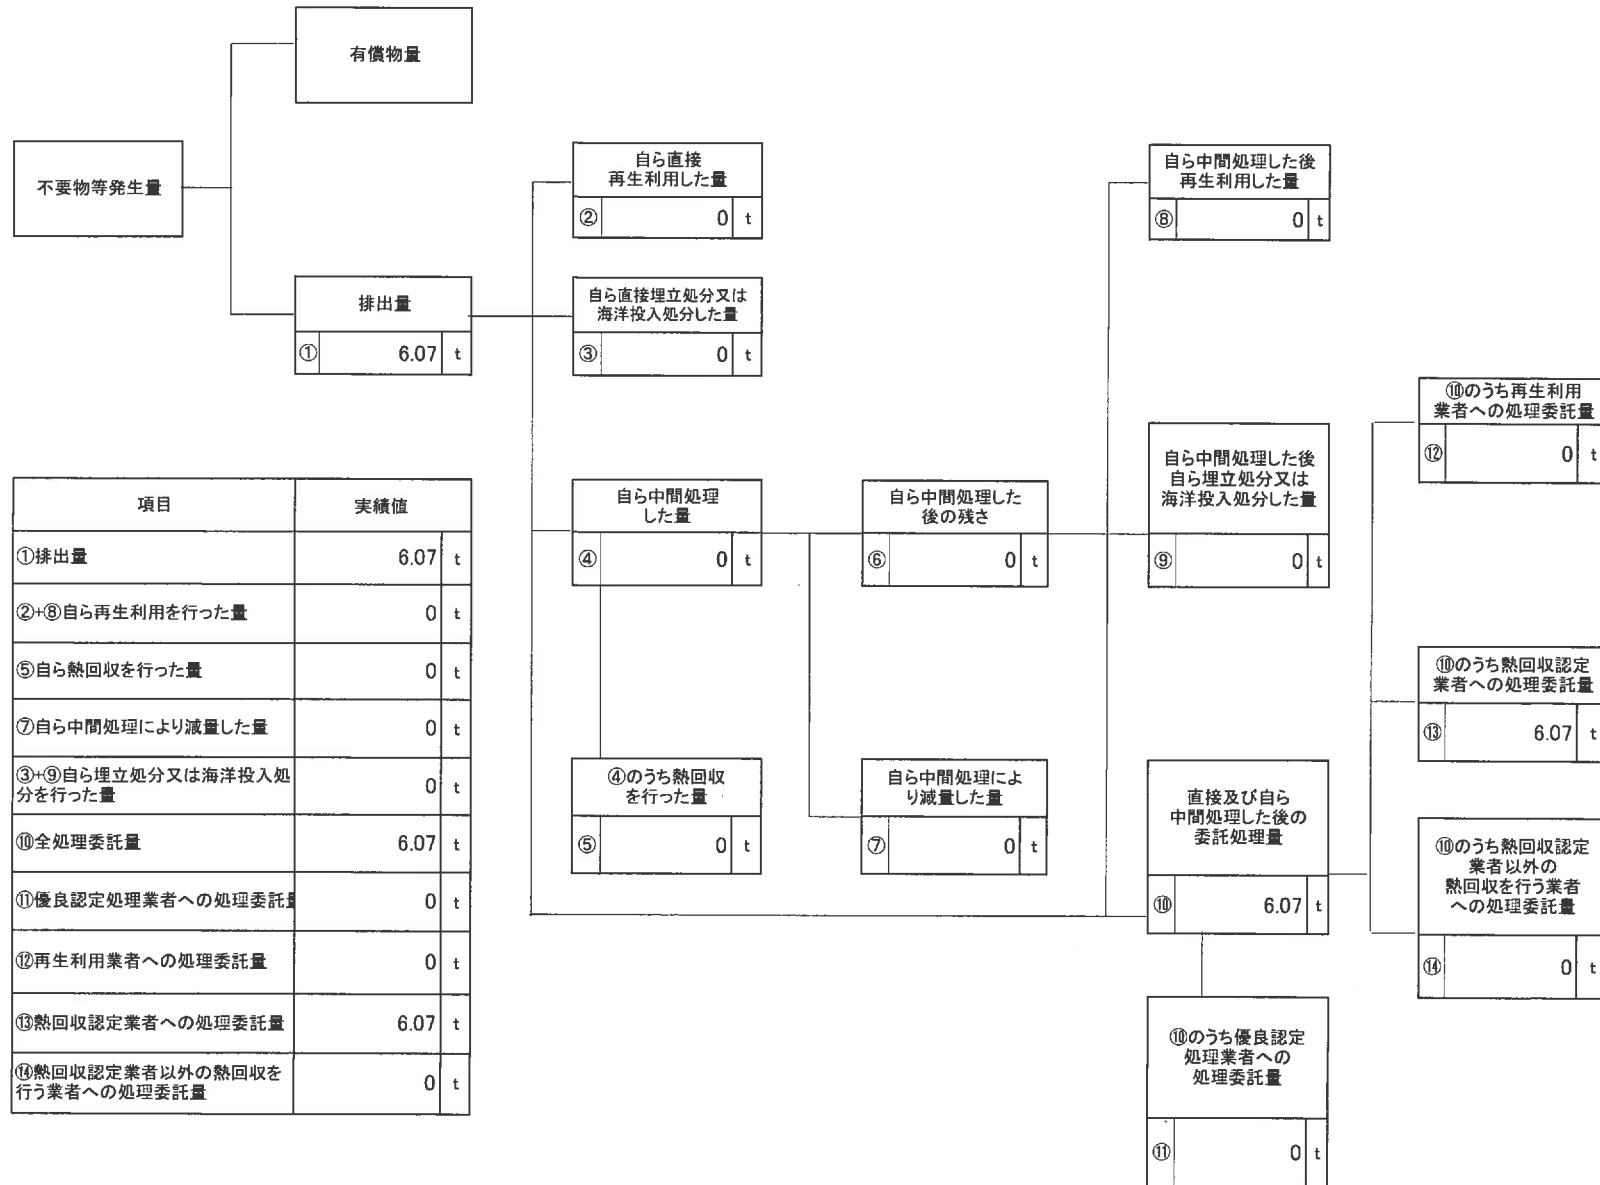 有償物量
不要物等発生量
排出量
① 6.07 t
自ら直接
再生利用した量
② 0 t
自ら直接埋立処分又は
海洋投入処分した量
③ 0 t
自ら中間処理
した量
④ 0 t
④のうち熱回収
を行った量
⑤ 0 t
自ら中間処理した
後の残さ
⑥ 0 t
自ら中間処理によ
り減量した量
⑦ 0 t
自ら中間処理した後
再生利用した量
⑧ 0 t
自ら中間処理した後
自ら埋立処分又は
海洋投入処分した量
⑨ 0 t
直接及び自ら
中間処理した後の
委託処理量
⑩ 6.07 t
⑩のうち優良認定
処理業者への
処理委託量
⑪ 0 t
⑩のうち再生利用
業者への処理委託量
⑫ 0 t
⑩のうち熱回収認定
業者への処理委託量
⑬ 6.07 t
⑩のうち熱回収認定
業者以外の
熱回収を行う業者
への処理委託量
⑭ 0 t
項目 実績値
①排出量 6.07 t
②+⑧自ら再生利用を行った量 0 t
⑤自ら熱回収を行った量 0 t
⑦自ら中間処理により減量した量 0 t
③+⑨自ら埋立処分又は海洋投入処
分を行った量 0 t
⑩全処理委託量 6.07 t
⑪優良認定処理業者への処理委託量 0 t
⑫再生利用業者への処理委託量 0 t
⑬熱回収認定業者への処理委託量 6.07 t
⑭熱回収認定業者以外の熱回収を
行う業者への処理委託量 0 t